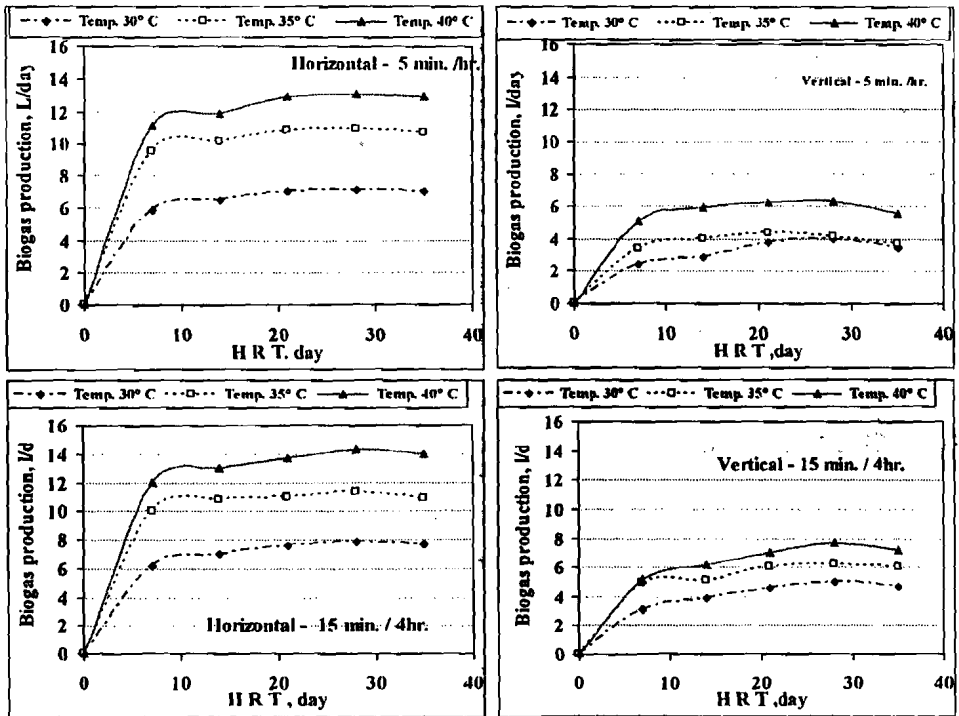 Temp. 30° C Temp. 35° C Temp. 40° C
16
14
12
10
8
6
4
2
0
Biogas production, L/day
Horizontal - 5 min. /hr.
0 10 20 30 40
H R T. day
Temp. 30° C Temp. 35° C Temp. 40° C
16
14
12
10
8
6
4
2
0
Biogas production, l/day
Vertical - 5 min. /hr.
0 10 20 30 40
H R T ,day
Temp. 30° C Temp. 35° C Temp. 40° C
16
14
12
10
8
6
4
2
0
Biogas production, l/d
Horizontal - 15 min. / 4hr.
0 10 20 30 40
H R T , day
Temp. 30° C Temp. 35° C Temp. 40° C
16
14
12
10
8
6
4
2
0
Biogas production, l/d
Vertical - 15 min. / 4hr.
0 10 20 30 40
H R T ,day